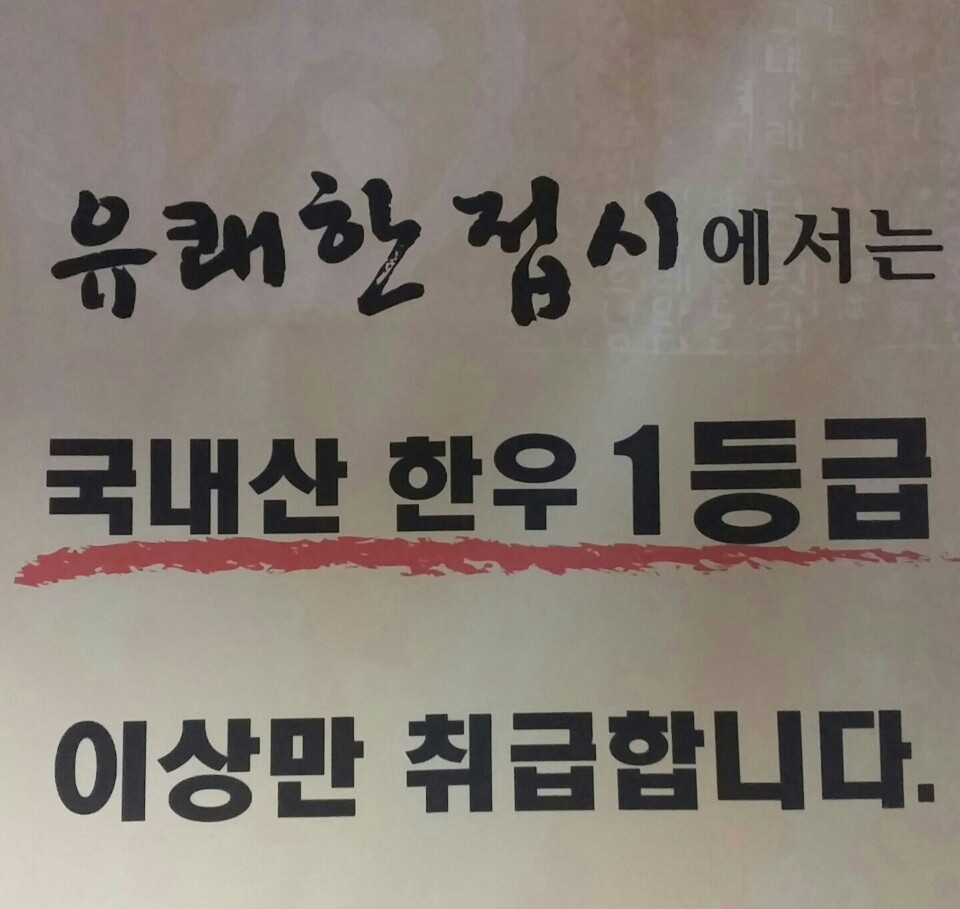 유쾌한 접시에서는
국내산 한우 1등급
이상만 취급합니다.